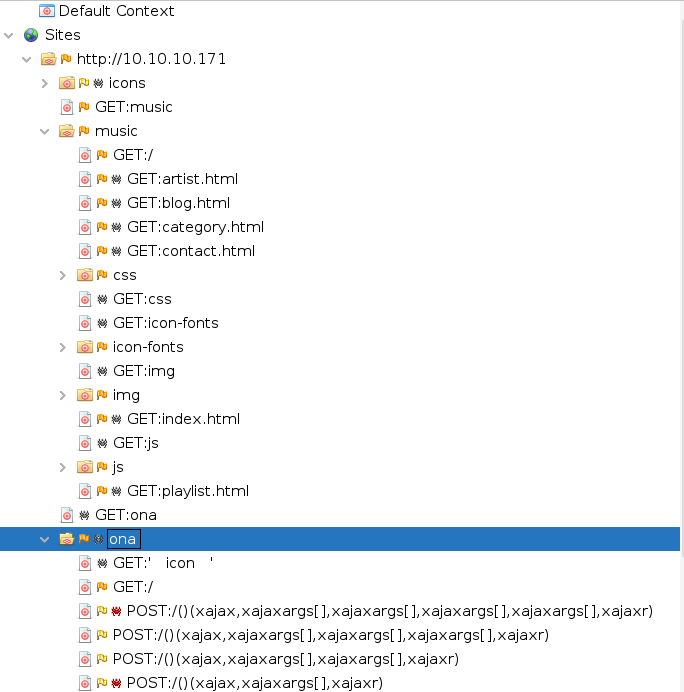 Default Context
Sites
http://10.10.10.171
icons
GET:music
music
GET:/
GET:artist.html
GET:blog.html
GET:category.html
GET:contact.html
css
GET:css
GET:icon-fonts
icon-fonts
GET:img
img
GET:index.html
GET:js
js
GET:playlist.html
GET:ona
ona
GET:' icon '
GET:/
POST:/()(xajax,xajaxargs[],xajaxargs[],xajaxargs[],xajaxargs[],xajaxr)
POST:/()(xajax,xajaxargs[],xajaxargs[],xajaxargs[],xajaxr)
POST:/()(xajax,xajaxargs[],xajaxargs[],xajaxr)
POST:/()(xajax,xajaxargs[],xajaxr)